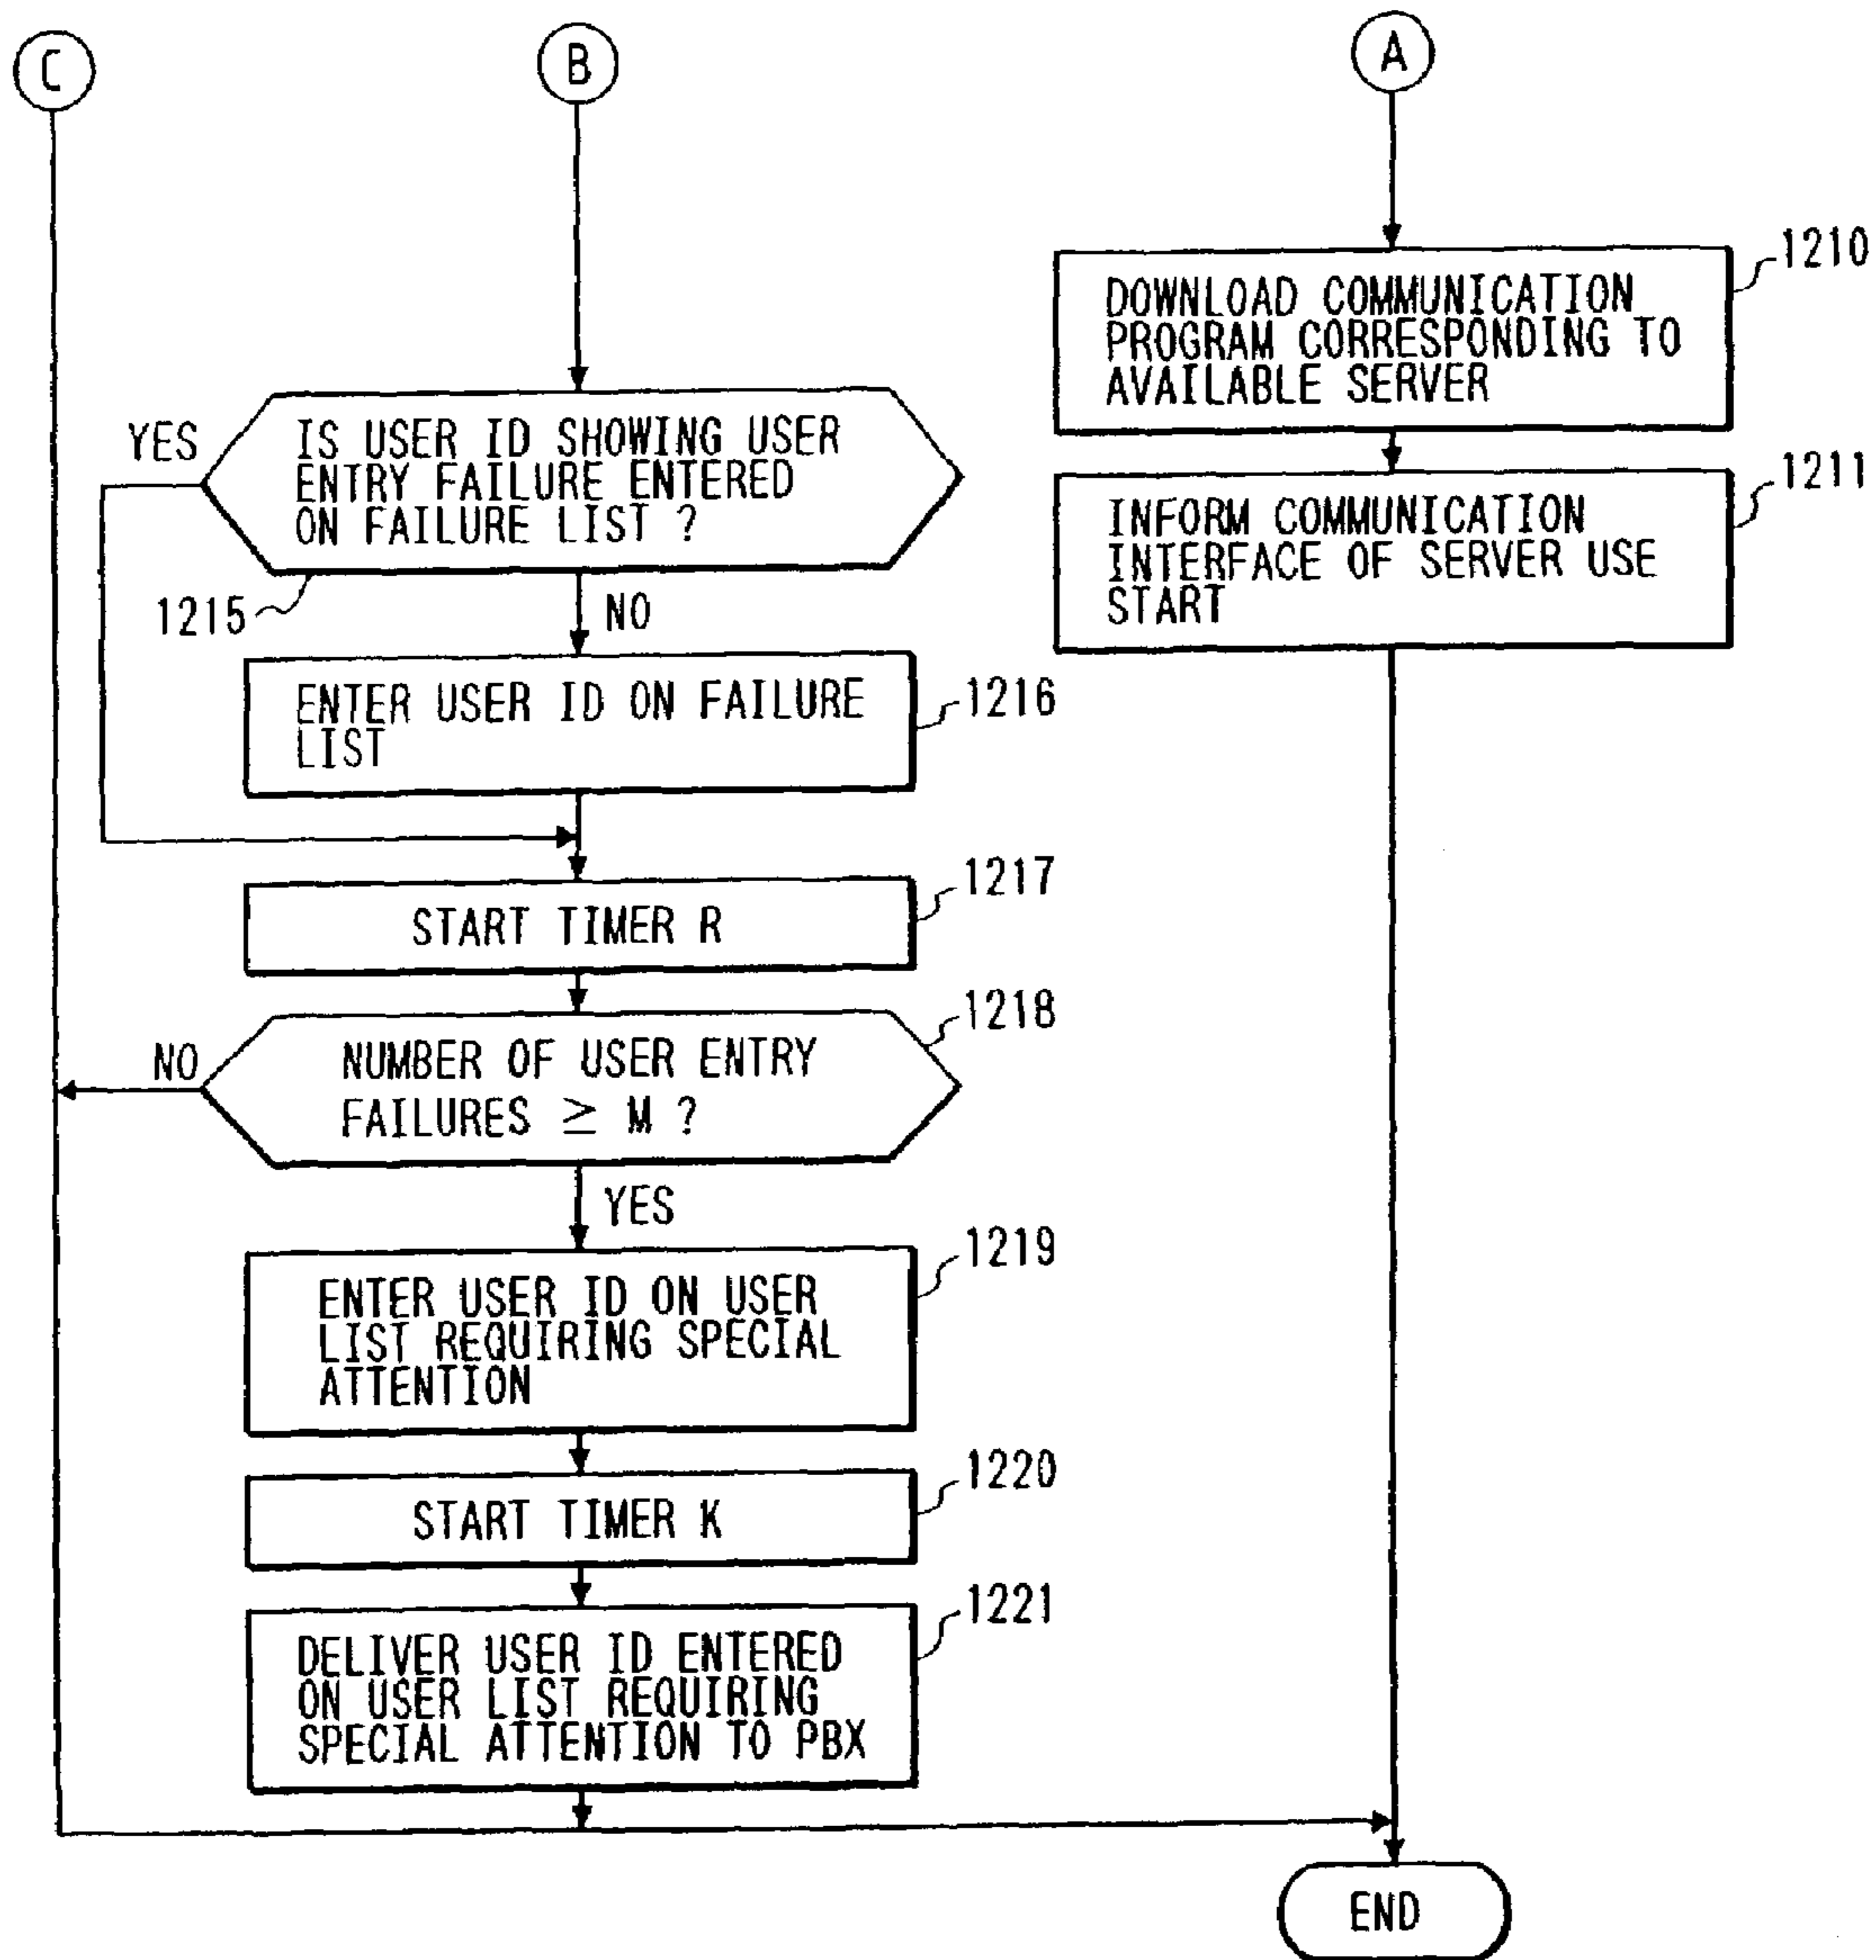 C
B
A
1210
DOWNLOAD COMMUNICATION
PROGRAM CORRESPONDING TO
AVAILABLE SERVER
1211
INFORM COMMUNICATION
INTERFACE OF SERVER USE
START
YES
IS USER ID SHOWING USER
ENTRY FAILURE ENTERED
ON FAILURE LIST ?
1215
NO
ENTER USER ID ON FAILURE
LIST
1216
START TIMER R
1217
NO
NUMBER OF USER ENTRY
FAILURES ≥ M ?
1218
YES
ENTER USER ID ON USER
LIST REQUIRING SPECIAL
ATTENTION
1219
START TIMER K
1220
DELIVER USER ID ENTERED
ON USER LIST REQUIRING
SPECIAL ATTENTION TO PBX
1221
END